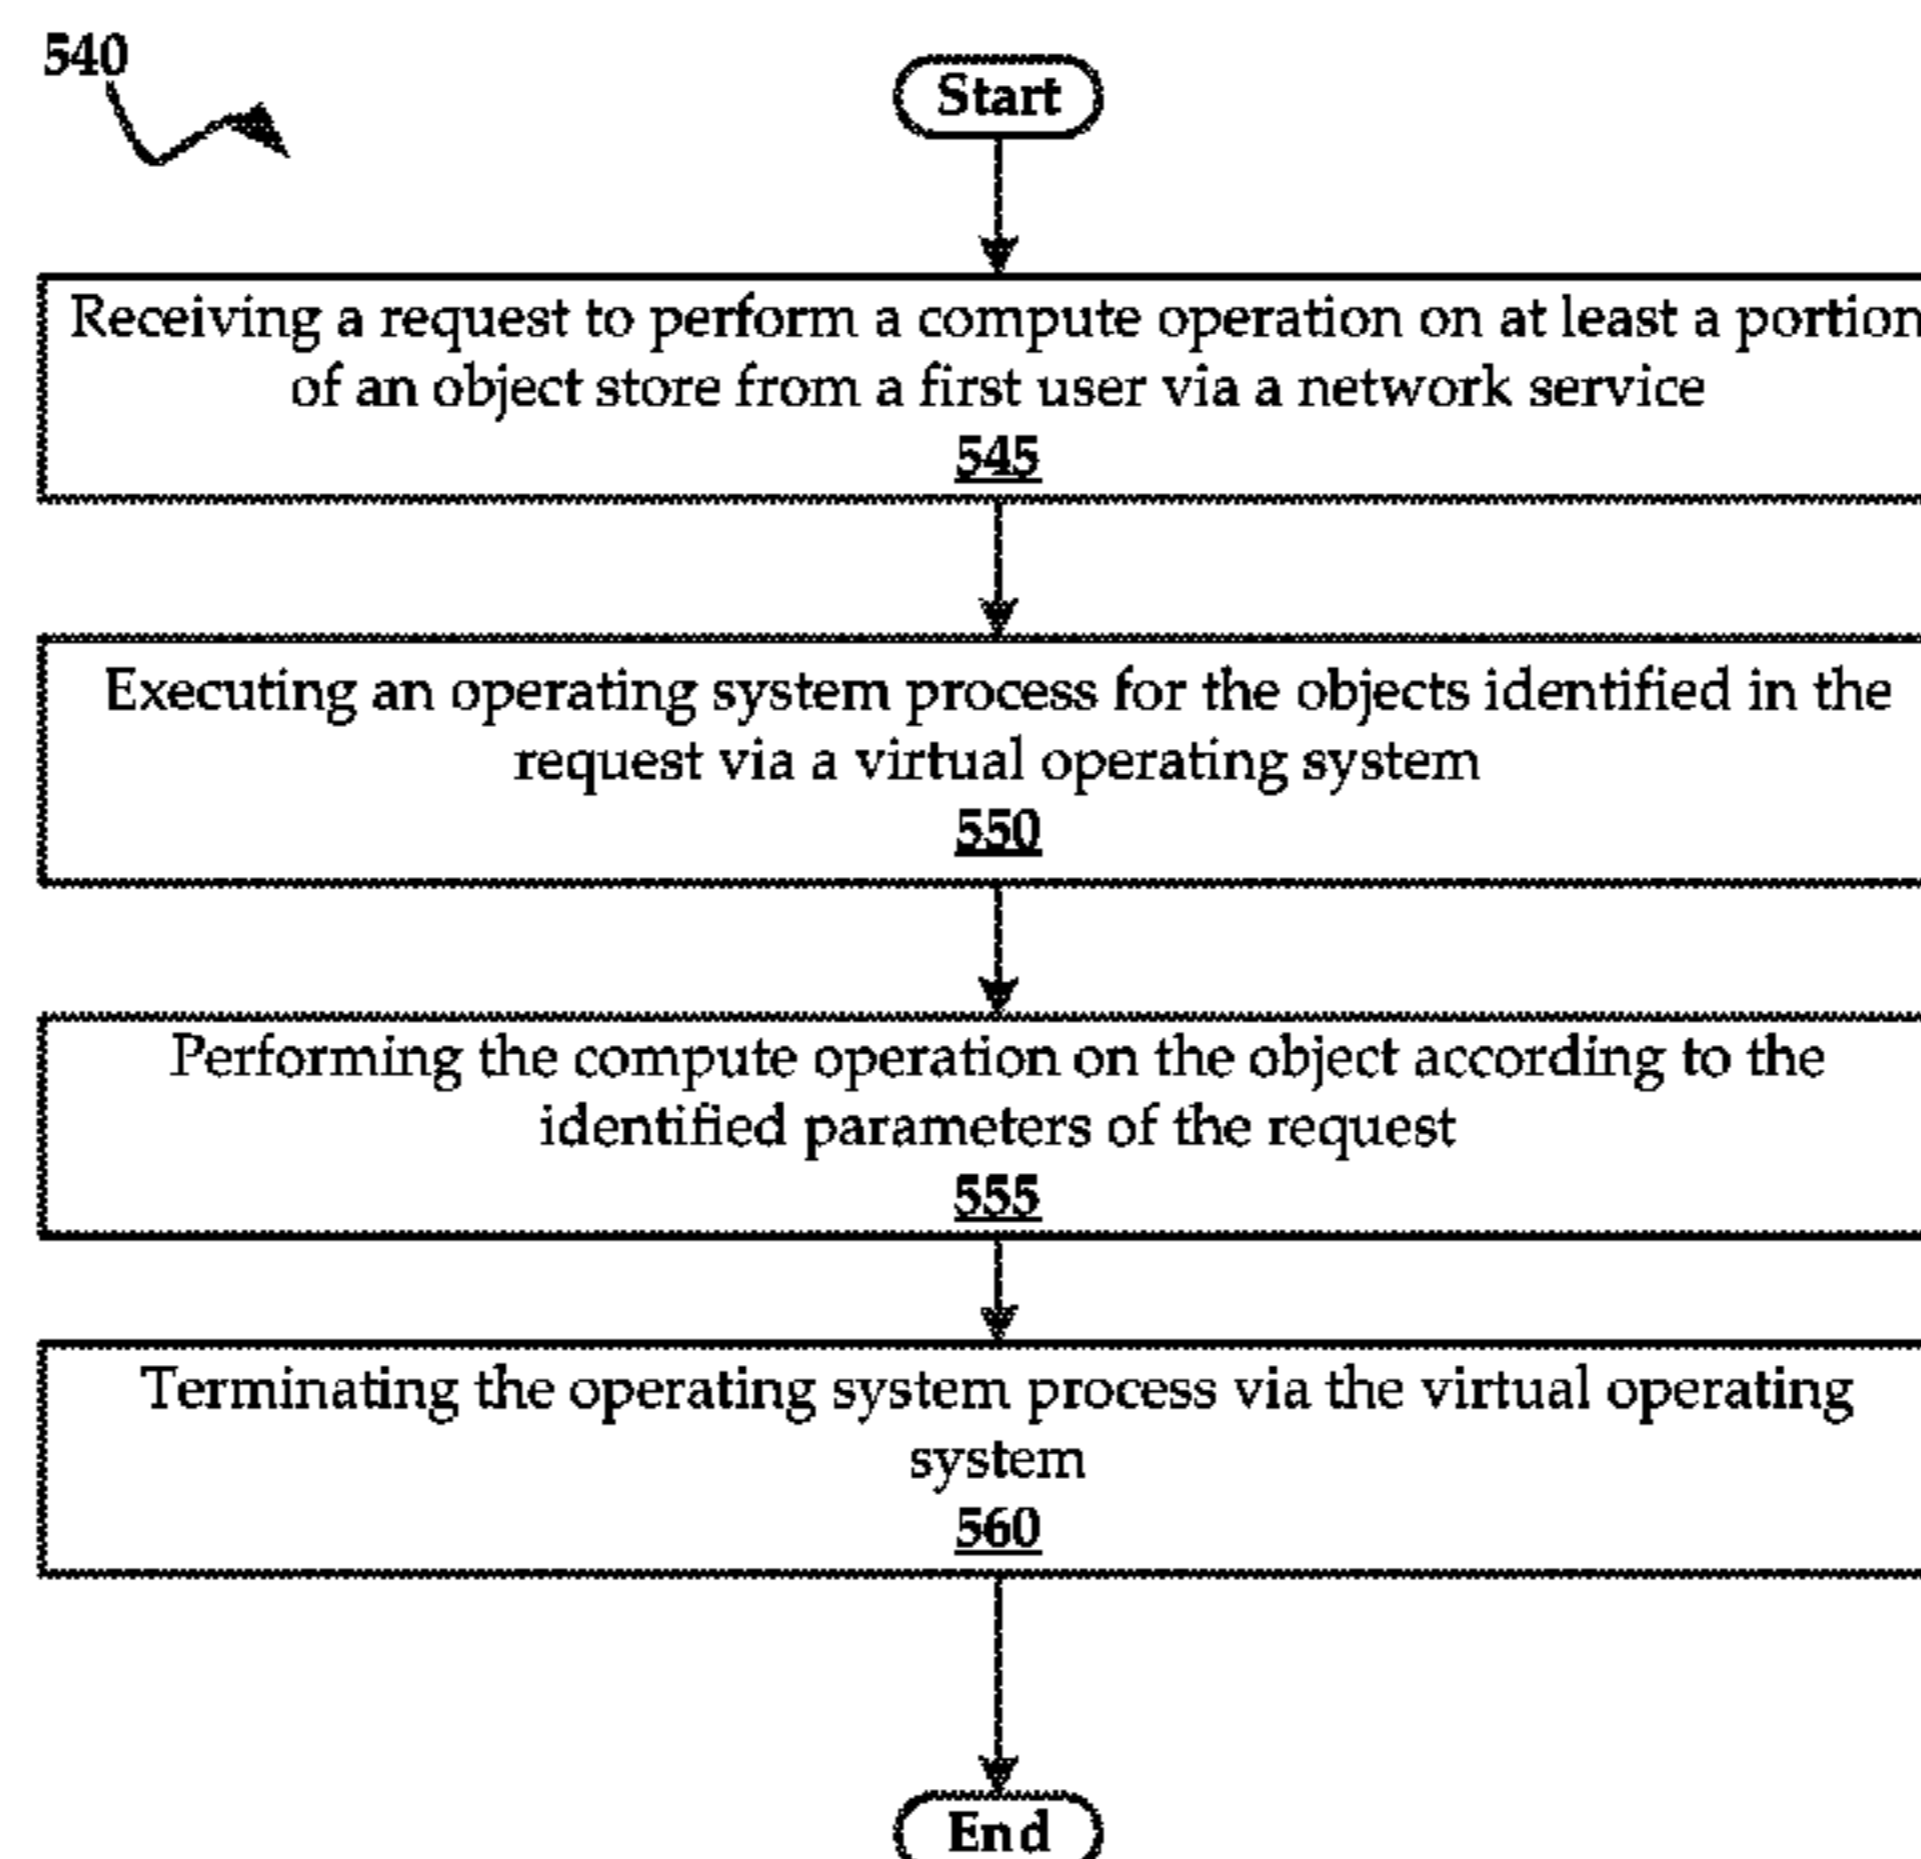 540
Start
Receiving a request to perform a compute operation on at least a portion
of an object store from a first user via a network service
545
Executing an operating system process for the objects identified in the
request via a virtual operating system
550
Performing the compute operation on the object according to the
identified parameters of the request
555
Terminating the operating system process via the virtual operating
system
560
End